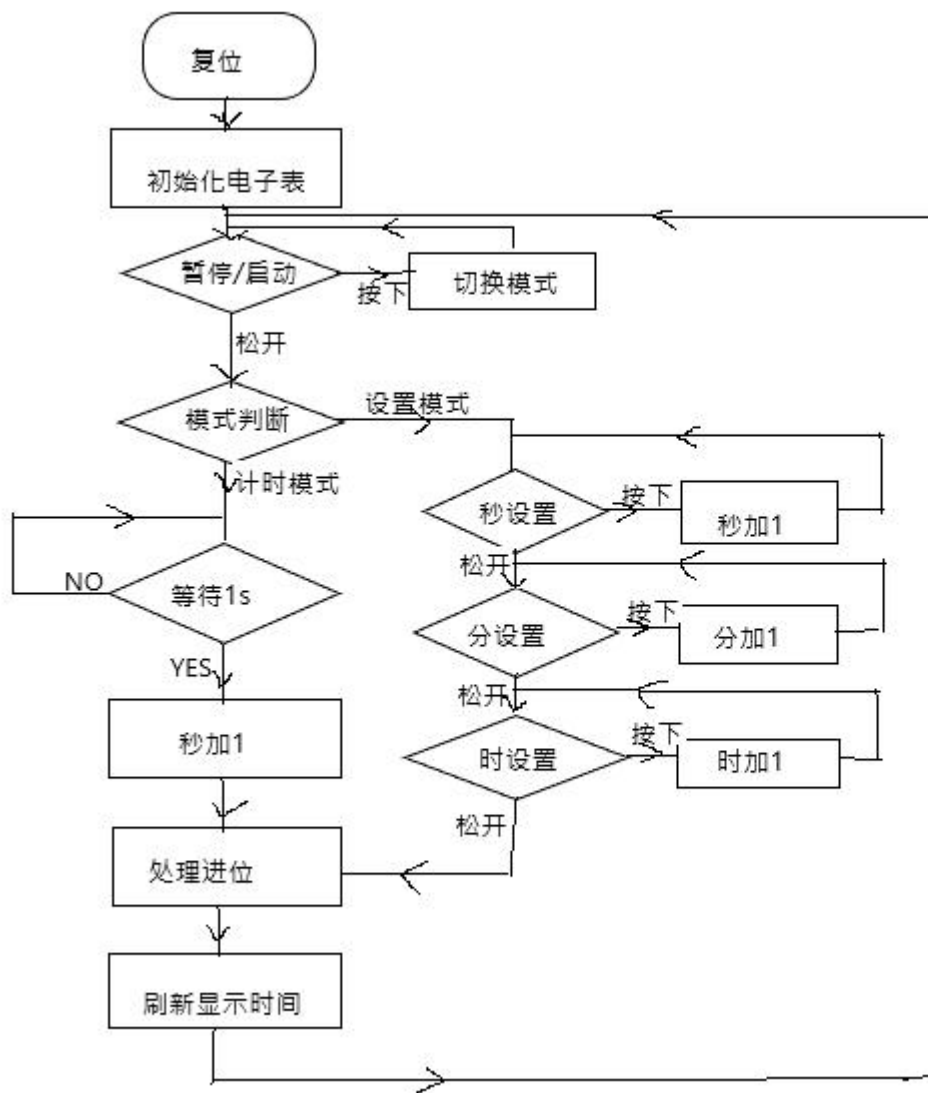 复位
初始化电子表
暂停/启动
按下
切换模式
松开
模式判断
设置模式
计时模式
秒设置
按下
秒加1
松开
NO
等待1s
分设置
按下
分加1
YES
松开
秒加1
时设置
按下
时加1
松开
处理进位
刷新显示时间